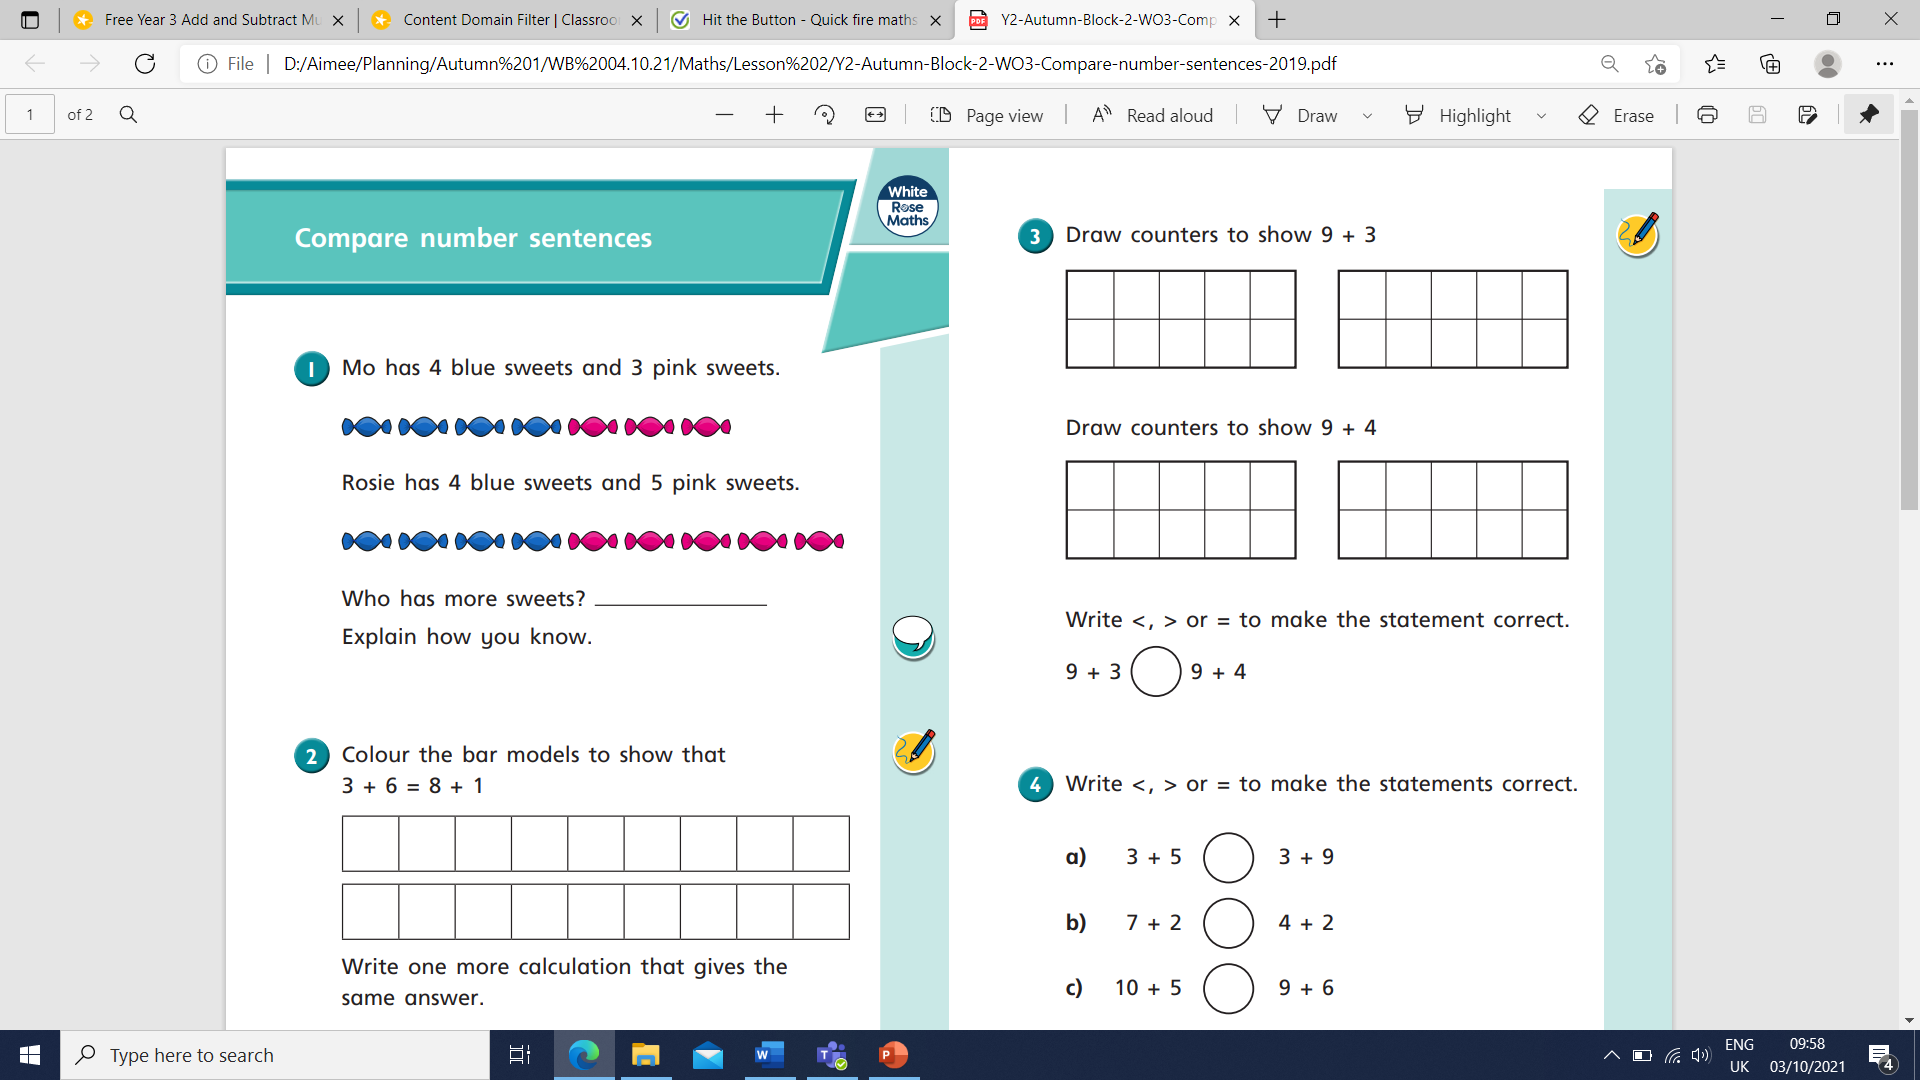 Free Year 3 Add and Subtract Mu
Content Domain Filter | Classroo
Hit the Button - Quick fire maths
Y2-Autumn-Block-2-WO3-Comp
File
D:/Aimee/Planning/Autumn%201/WB%2004.10.21/Maths/Lesson%202/Y2-Autumn-Block-2-WO3-Compare-number-sentences-2019.pdf
1 of 2
Page view
Read aloud
Draw
Highlight
Erase
White
Rose
Maths
Compare number sentences
1 Mo has 4 blue sweets and 3 pink sweets.
Rosie has 4 blue sweets and 5 pink sweets.
Who has more sweets?
Explain how you know.
2 Colour the bar models to show that
3 + 6 = 8 + 1
Write one more calculation that gives the
same answer.
3 Draw counters to show 9 + 3
Draw counters to show 9 + 4
Write <, > or = to make the statement correct.
9 + 3 9 + 4
4 Write <, > or = to make the statements correct.
a) 3 + 5 3 + 9
b) 7 + 2 4 + 2
c) 10 + 5 9 + 6
Type here to search
ENG
UK
09:58
03/10/2021
4